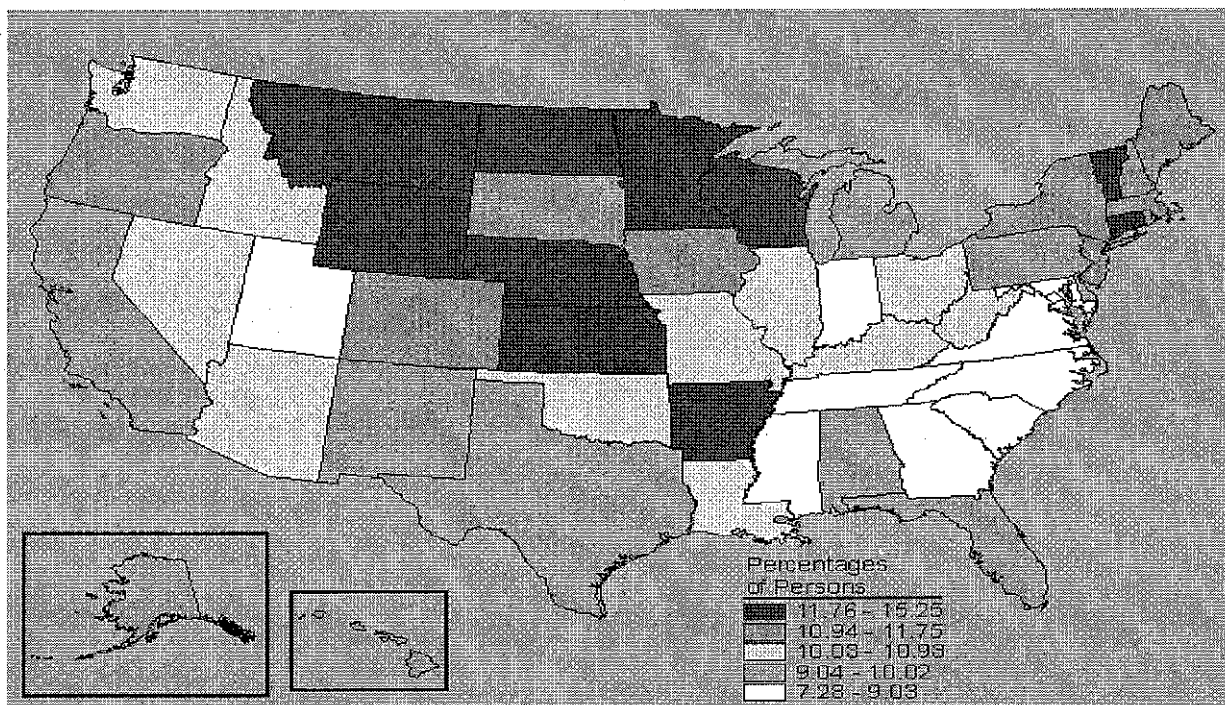 Percentages
of Persons
11.76 - 15.25
10.94 - 11.75
10.03 - 10.93
9.04 - 10.02
7.23 - 9.03